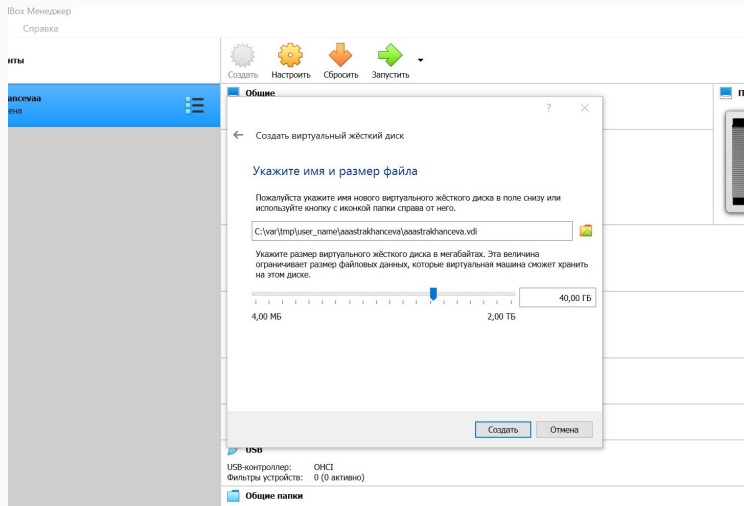 lBox Менеджер
Справка
нты
Создать
Настроить
Сбросить
Запустить
Общие
ancevaa
ена
?
Создать виртуальный жёсткий диск
Укажите имя и размер файла
Пожалуйста укажите имя нового виртуального жёсткого диска в поле снизу или
используйте кнопку с иконкой папки справа от него.
C:\var\tmp\user_name\aaastrakhanceva\aaastrakhanceva.vdi
Укажите размер виртуального жёсткого диска в мегабайтах. Эта величина
ограничивает размер файловых данных, которые виртуальная машина сможет хранить
на этом диске.
40,00 ГБ
4,00 МБ
2,00 ТБ
Создать
Отмена
USB
USB-контроллер: OHCI
Фильтры устройств: 0 (0 активно)
Общие папки